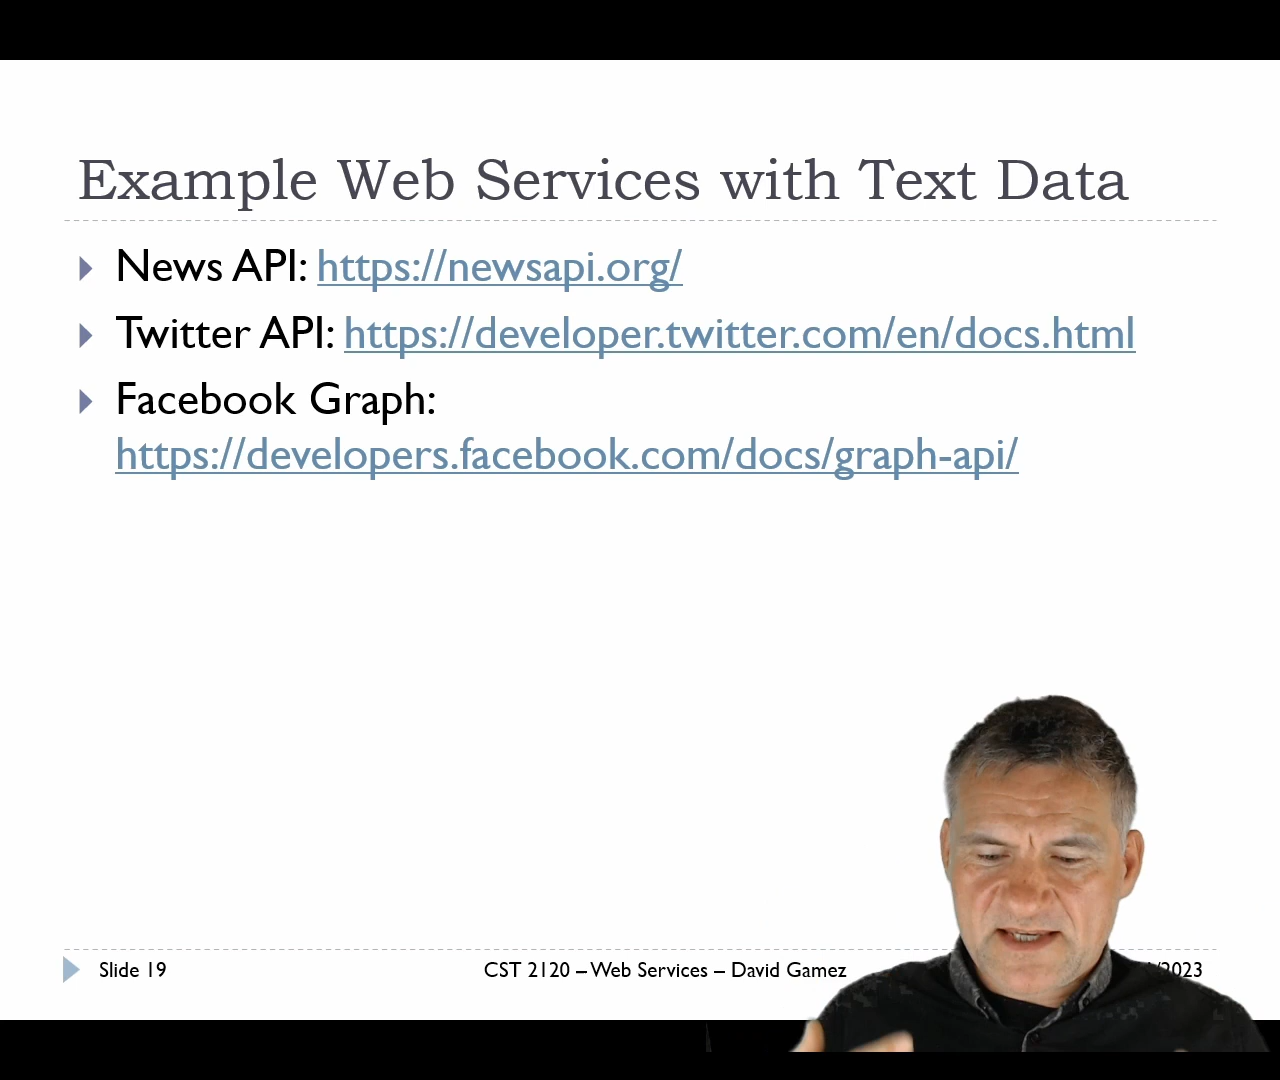 Example Web Services with Text Data
News API: https://newsapi.org/
Twitter API: https://developer.twitter.com/en/docs.html
Facebook Graph:
https://developers.facebook.com/docs/graph-api/
Slide 19
CST 2120 – Web Services – David Gamez
/2023